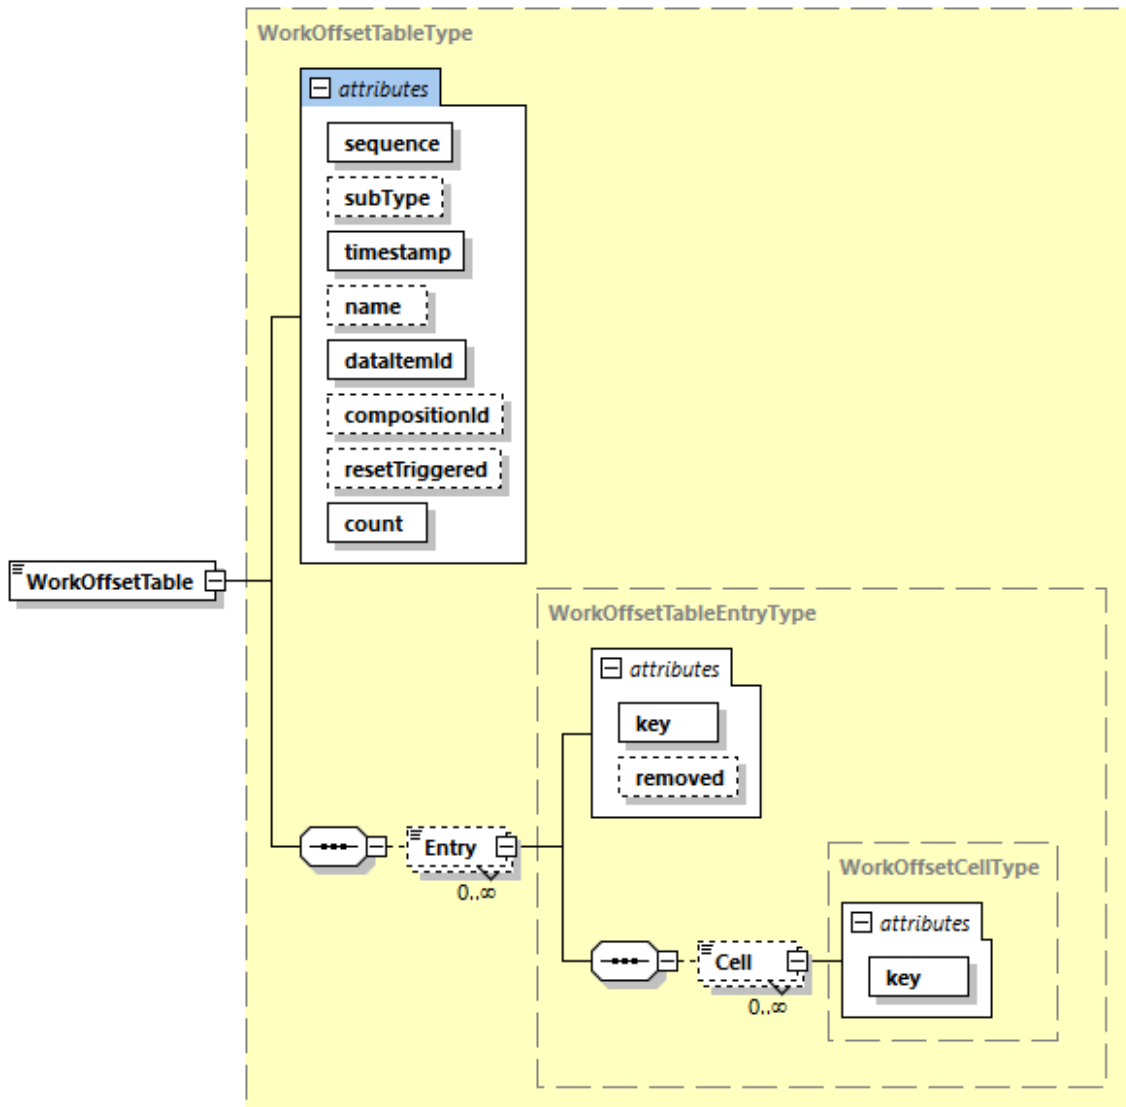 WorkOffsetTableType
attributes
sequence
subType
timestamp
name
dataItemId
compositionId
resetTriggered
count
WorkOffsetTable
WorkOffsetTableEntryType
attributes
key
removed
Entry
0..∞
WorkOffsetCellType
attributes
key
Cell
0..∞